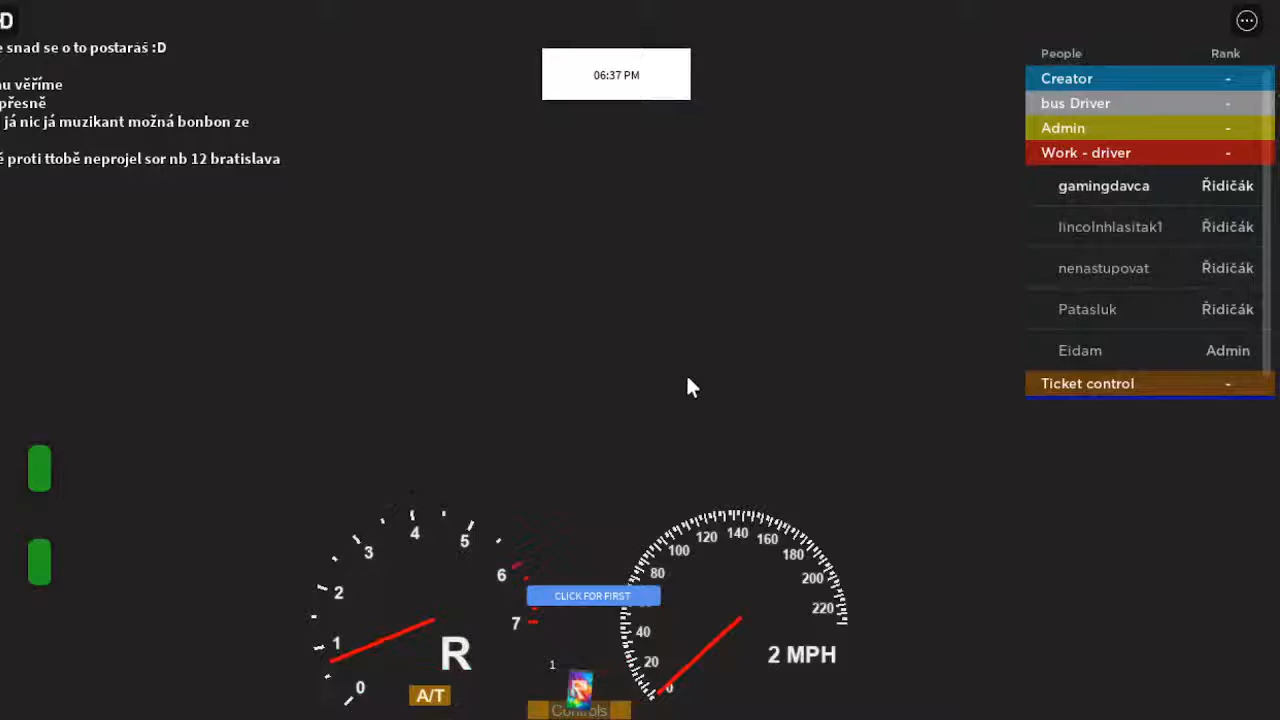 D
e snad se o to postaráš :D
u věříme
přesně
já nic já muzikant možná bonbon ze
é proti ttobě neprojel sor nb 12 bratislava
06:37 PM
People Rank
Creator -
bus Driver -
Admin -
Work - driver -
gamingdavca Řidičák
lincolnhlasitak1 Řidičák
nenastupovat Řidičák
Patasluk Řidičák
Eidam Admin
Ticket control -
0 1 2 3 4 5 6 7
R
A/T
CLICK FOR FIRST
1
Controls
0 20 40 80 100 120 140 160 180 200 220
2 MPH